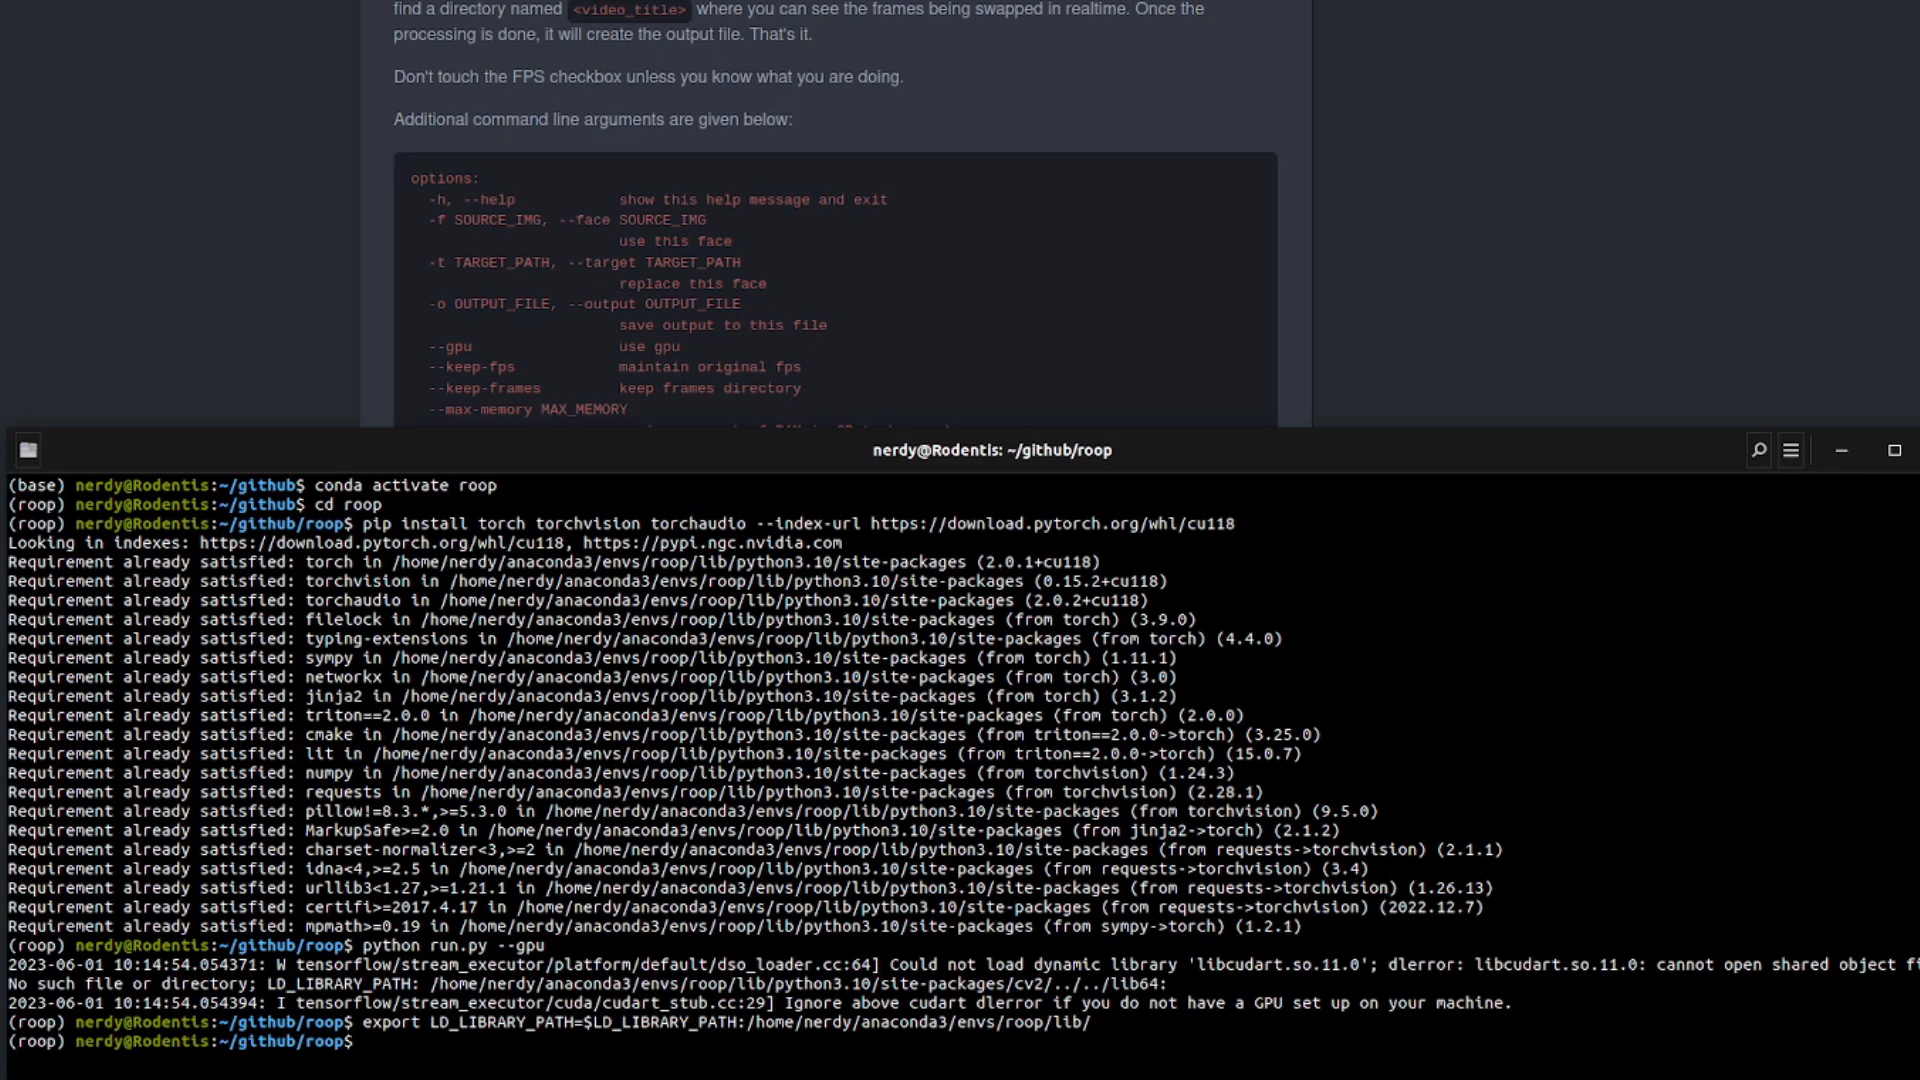 find a directory named <video_title> where you can see the frames being swapped in realtime. Once the
processing is done, it will create the output file. That's it.
Don't touch the FPS checkbox unless you know what you are doing.
Additional command line arguments are given below:
options:
-h, --help show this help message and exit
-f SOURCE_IMG, --face SOURCE_IMG
use this face
-t TARGET_PATH, --target TARGET_PATH
replace this face
-o OUTPUT_FILE, --output OUTPUT_FILE
save output to this file
--gpu use gpu
--keep-fps maintain original fps
--keep-frames keep frames directory
--max-memory MAX_MEMORY
nerdy@Rodentis: ~/github/roop
(base) nerdy@Rodentis:~/github$ conda activate roop
(roop) nerdy@Rodentis:~/github$ cd roop
(roop) nerdy@Rodentis:~/github/roop$ pip install torch torchvision torchaudio --index-url https://download.pytorch.org/whl/cu118
Looking in indexes: https://download.pytorch.org/whl/cu118, https://pypi.ngc.nvidia.com
Requirement already satisfied: torch in /home/nerdy/anaconda3/envs/roop/lib/python3.10/site-packages (2.0.1+cu118)
Requirement already satisfied: torchvision in /home/nerdy/anaconda3/envs/roop/lib/python3.10/site-packages (0.15.2+cu118)
Requirement already satisfied: torchaudio in /home/nerdy/anaconda3/envs/roop/lib/python3.10/site-packages (2.0.2+cu118)
Requirement already satisfied: filelock in /home/nerdy/anaconda3/envs/roop/lib/python3.10/site-packages (from torch) (3.9.0)
Requirement already satisfied: typing-extensions in /home/nerdy/anaconda3/envs/roop/lib/python3.10/site-packages (from torch) (4.4.0)
Requirement already satisfied: sympy in /home/nerdy/anaconda3/envs/roop/lib/python3.10/site-packages (from torch) (1.11.1)
Requirement already satisfied: networkx in /home/nerdy/anaconda3/envs/roop/lib/python3.10/site-packages (from torch) (3.0)
Requirement already satisfied: jinja2 in /home/nerdy/anaconda3/envs/roop/lib/python3.10/site-packages (from torch) (3.1.2)
Requirement already satisfied: triton==2.0.0 in /home/nerdy/anaconda3/envs/roop/lib/python3.10/site-packages (from torch) (2.0.0)
Requirement already satisfied: cmake in /home/nerdy/anaconda3/envs/roop/lib/python3.10/site-packages (from triton==2.0.0->torch) (3.25.0)
Requirement already satisfied: lit in /home/nerdy/anaconda3/envs/roop/lib/python3.10/site-packages (from triton==2.0.0->torch) (15.0.7)
Requirement already satisfied: numpy in /home/nerdy/anaconda3/envs/roop/lib/python3.10/site-packages (from torchvision) (1.24.3)
Requirement already satisfied: requests in /home/nerdy/anaconda3/envs/roop/lib/python3.10/site-packages (from torchvision) (2.28.1)
Requirement already satisfied: pillow!=8.3.*,>=5.3.0 in /home/nerdy/anaconda3/envs/roop/lib/python3.10/site-packages (from torchvision) (9.5.0)
Requirement already satisfied: MarkupSafe>=2.0 in /home/nerdy/anaconda3/envs/roop/lib/python3.10/site-packages (from jinja2->torch) (2.1.2)
Requirement already satisfied: charset-normalizer<3,>=2 in /home/nerdy/anaconda3/envs/roop/lib/python3.10/site-packages (from requests->torchvision) (2.1.1)
Requirement already satisfied: idna<4,>=2.5 in /home/nerdy/anaconda3/envs/roop/lib/python3.10/site-packages (from requests->torchvision) (3.4)
Requirement already satisfied: urllib3<1.27,>=1.21.1 in /home/nerdy/anaconda3/envs/roop/lib/python3.10/site-packages (from requests->torchvision) (1.26.13)
Requirement already satisfied: certifi>=2017.4.17 in /home/nerdy/anaconda3/envs/roop/lib/python3.10/site-packages (from requests->torchvision) (2022.12.7)
Requirement already satisfied: mpmath>=0.19 in /home/nerdy/anaconda3/envs/roop/lib/python3.10/site-packages (from sympy->torch) (1.2.1)
(roop) nerdy@Rodentis:~/github/roop$ python run.py --gpu
2023-06-01 10:14:54.054371: W tensorflow/stream_executor/platform/default/dso_loader.cc:64] Could not load dynamic library 'libcudart.so.11.0'; dlerror: libcudart.so.11.0: cannot open shared object fi
No such file or directory; LD_LIBRARY_PATH: /home/nerdy/anaconda3/envs/roop/lib/python3.10/site-packages/cv2/../../lib64:
2023-06-01 10:14:54.054394: I tensorflow/stream_executor/cuda/cudart_stub.cc:29] Ignore above cudart dlerror if you do not have a GPU set up on your machine.
(roop) nerdy@Rodentis:~/github/roop$ export LD_LIBRARY_PATH=$LD_LIBRARY_PATH:/home/nerdy/anaconda3/envs/roop/lib/
(roop) nerdy@Rodentis:~/github/roop$